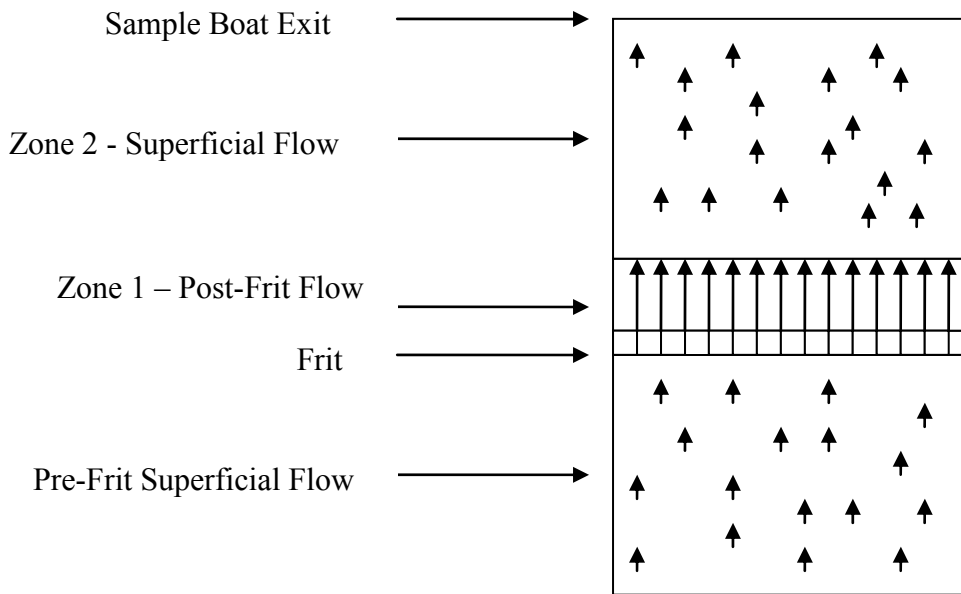 Sample Boat Exit
Zone 2 - Superficial Flow
Zone 1 – Post-Frit Flow
Frit
Pre-Frit Superficial Flow